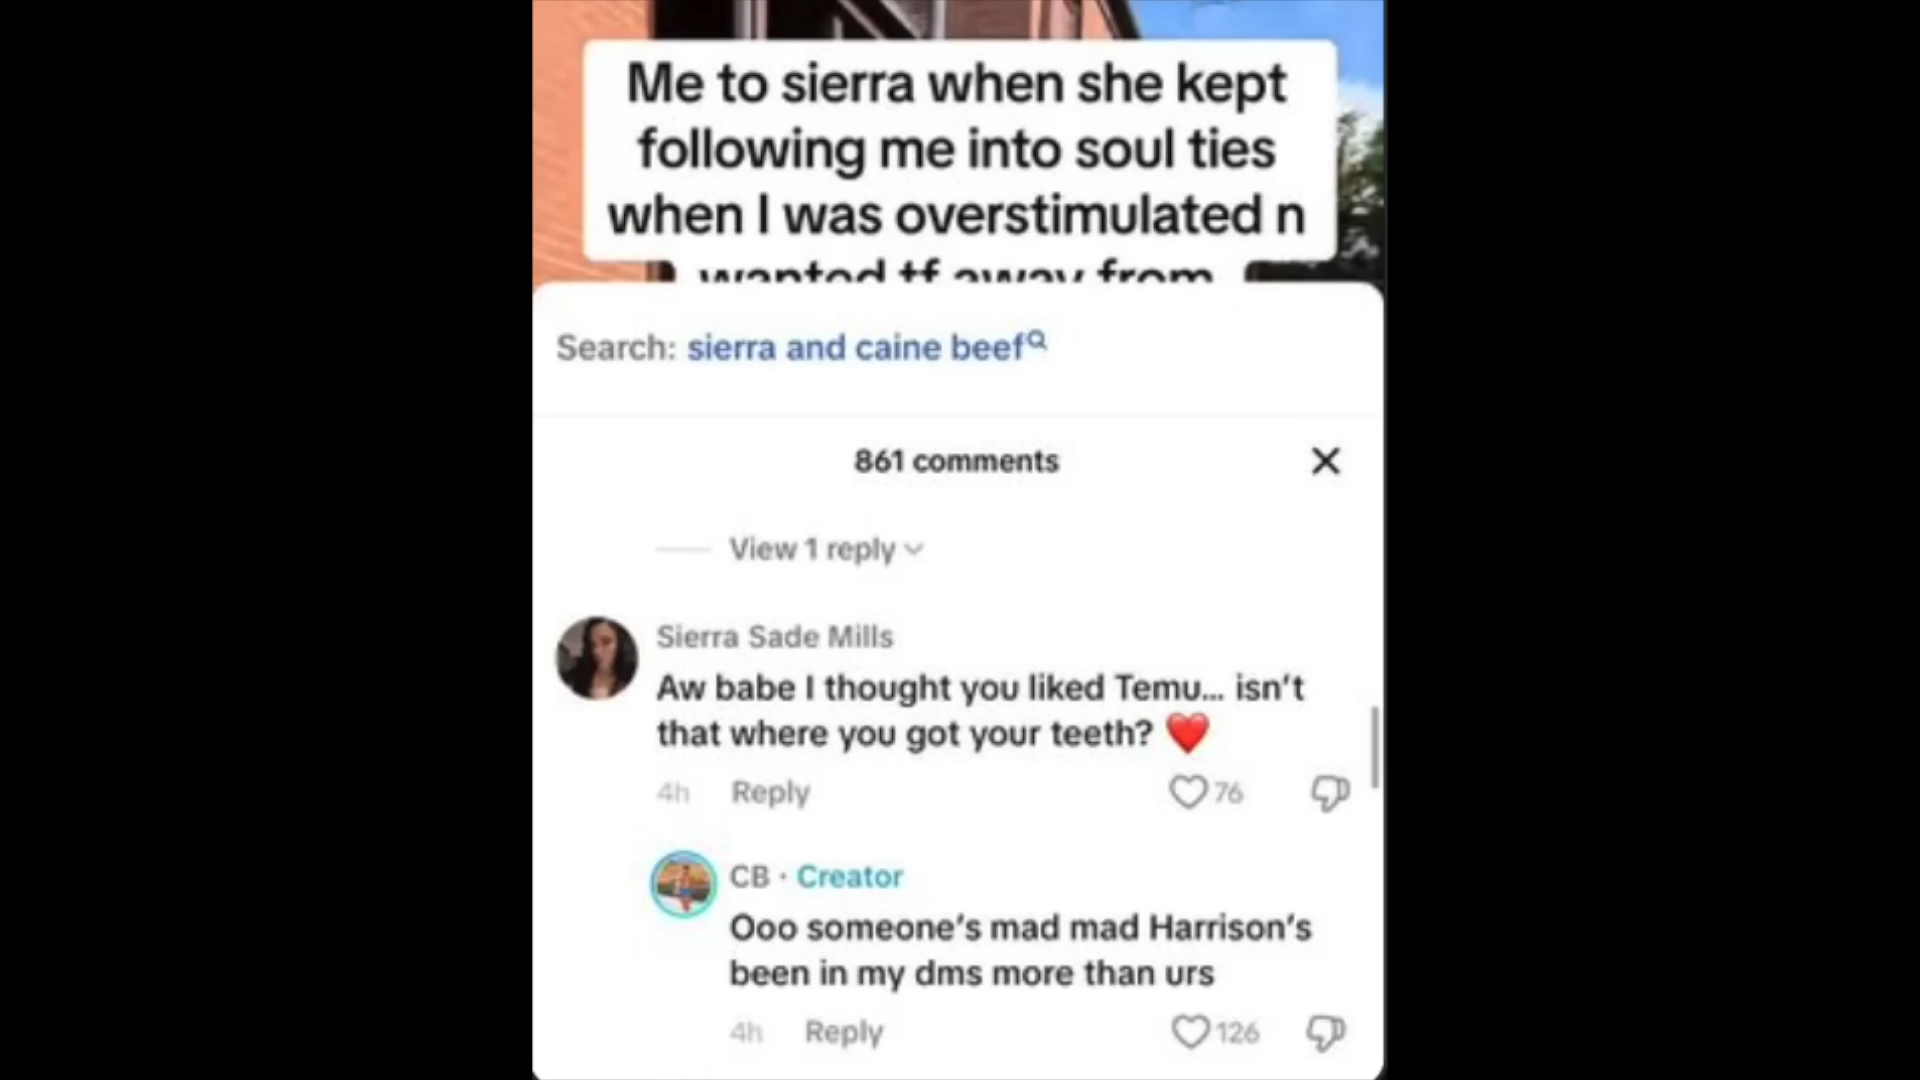 Me to sierra when she kept
following me into soul ties
when I was overstimulated n
wanted tf away from
Search: sierra and caine beef
861 comments
View 1 reply
Sierra Sade Mills
Aw babe I thought you liked Temu... isn't
that where you got your teeth? ❤️
4h Reply 76
CB · Creator
Ooo someone's mad mad Harrison's
been in my dms more than urs
4h Reply 126